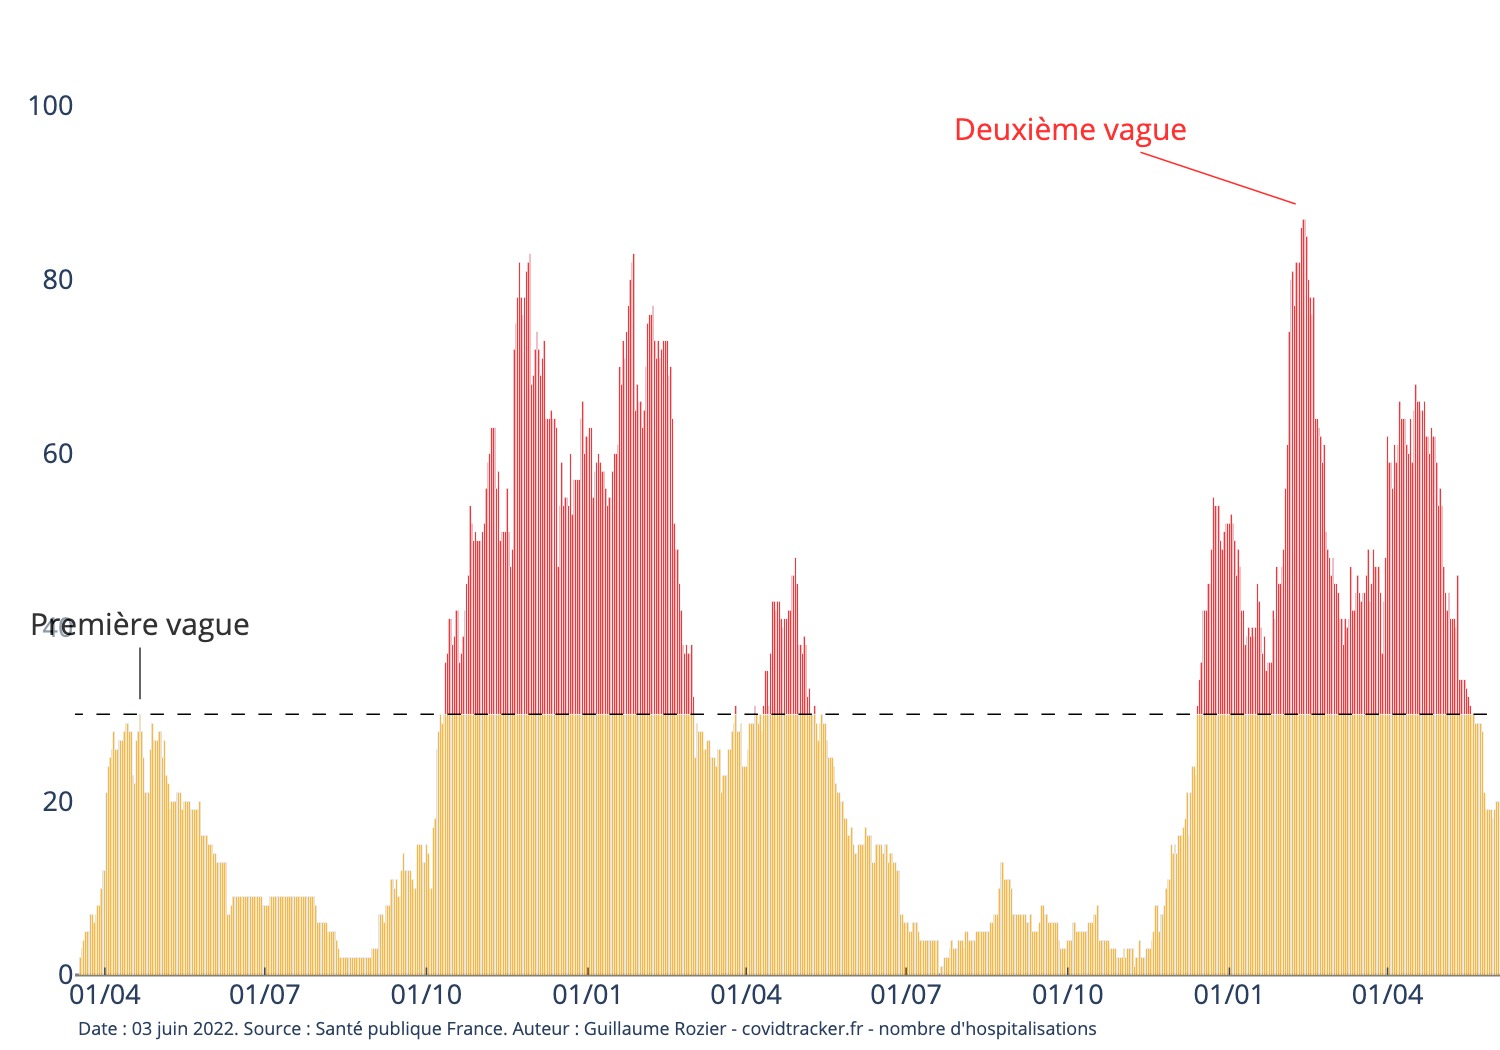 100
Deuxième vague
80
60
Première vague
40
20
0
01/04 01/07 01/10 01/01 01/04 01/07 01/10 01/01 01/04
Date : 03 juin 2022. Source : Santé publique France. Auteur : Guillaume Rozier - covidtracker.fr - nombre d'hospitalisations